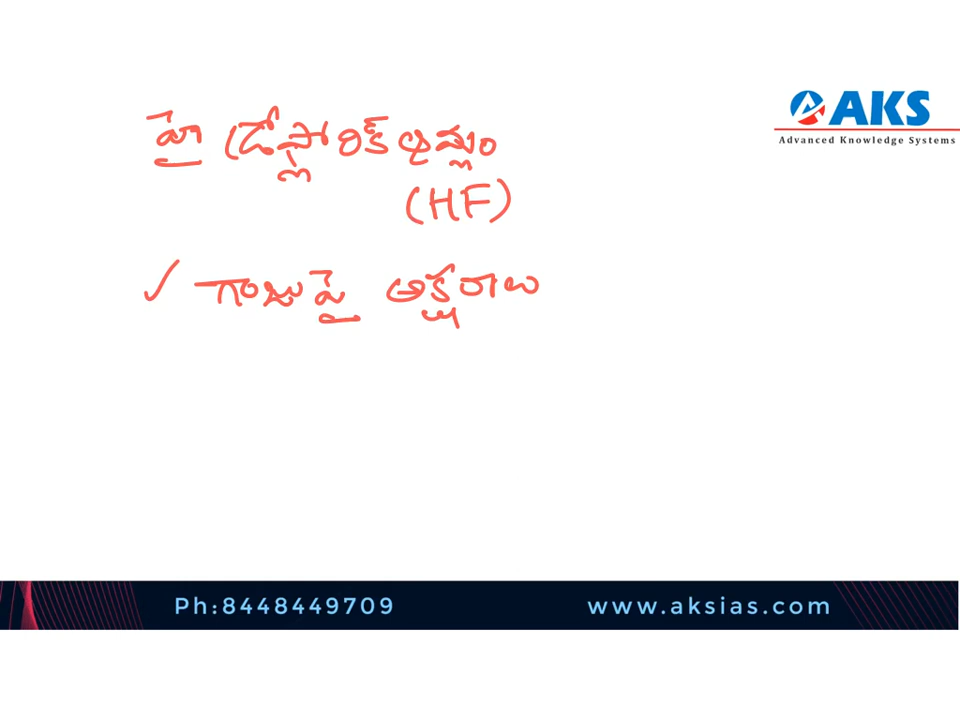 హైడ్రోఫ్లోరిక్ ఆమ్లం
(HF)
✓ గాజుపై అక్షరాలు
AKS
Advanced Knowledge Systems
Ph:8448449709
www.aksias.com